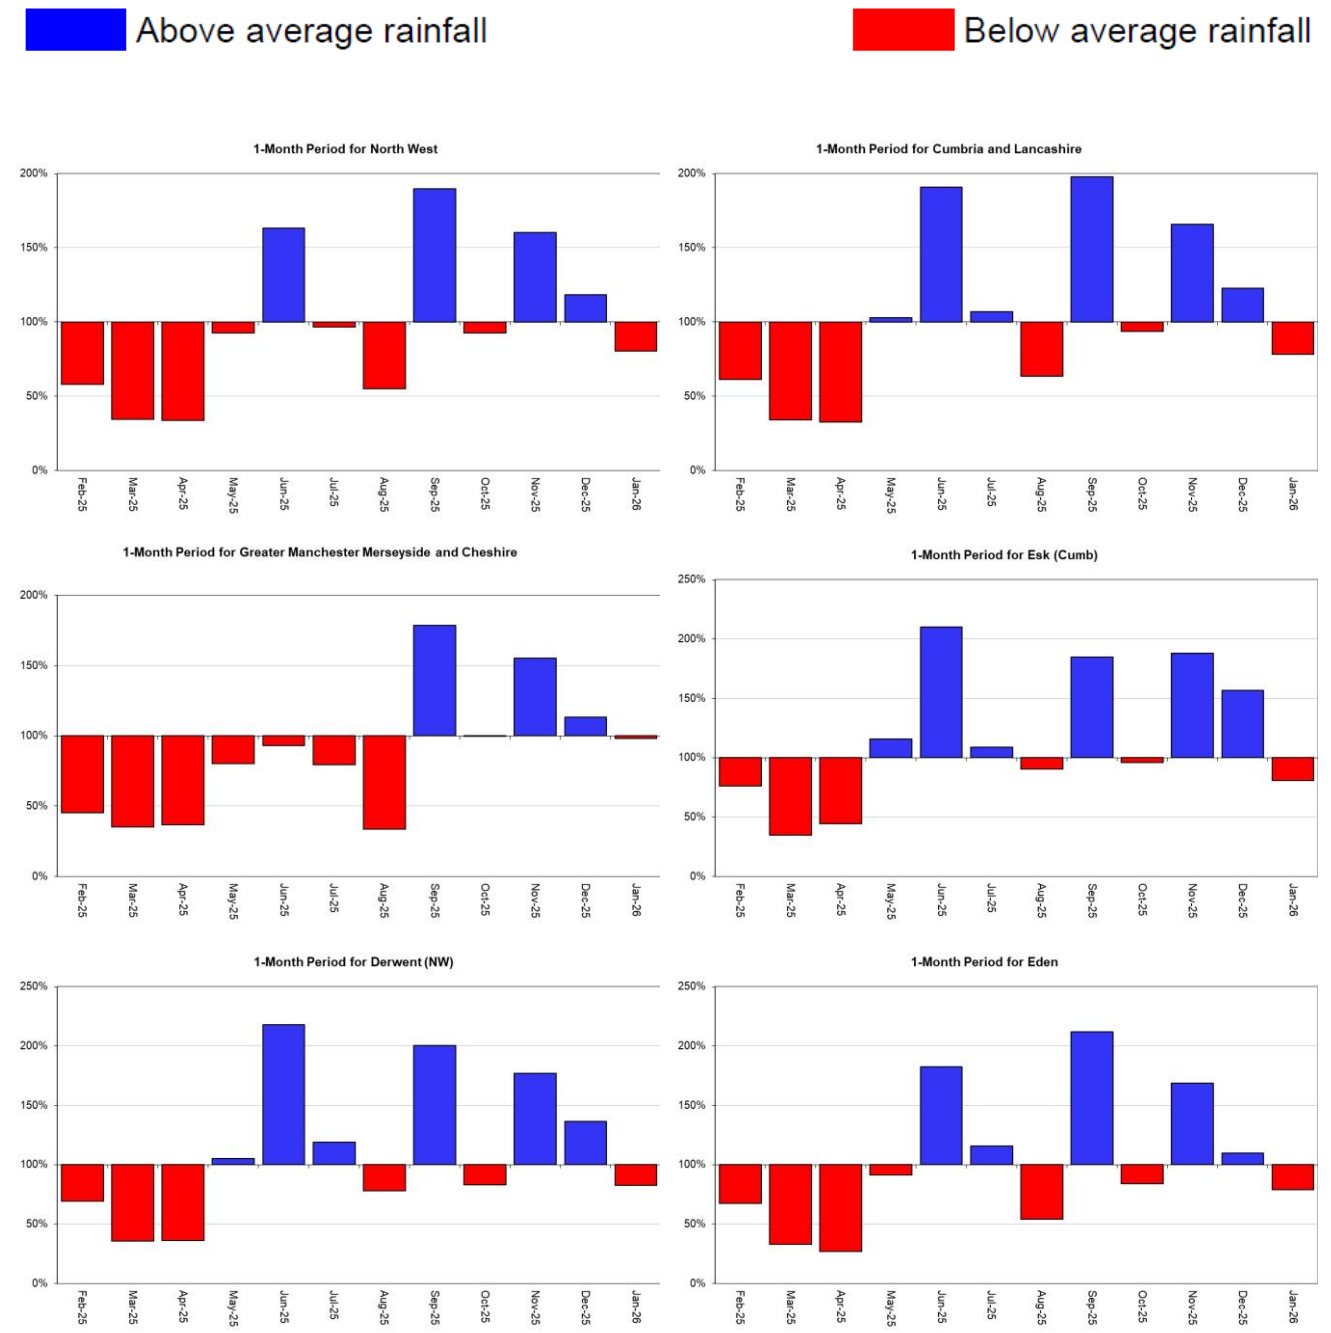 Above average rainfall
Below average rainfall
1-Month Period for North West
200%
150%
100%
50%
0%
Feb-25
Mar-25
Apr-25
May-25
Jun-25
Jul-25
Aug-25
Sep-25
Oct-25
Nov-25
Dec-25
Jan-26
1-Month Period for Cumbria and Lancashire
200%
150%
100%
50%
0%
Feb-25
Mar-25
Apr-25
May-25
Jun-25
Jul-25
Aug-25
Sep-25
Oct-25
Nov-25
Dec-25
Jan-26
1-Month Period for Greater Manchester Merseyside and Cheshire
200%
150%
100%
50%
0%
Feb-25
Mar-25
Apr-25
May-25
Jun-25
Jul-25
Aug-25
Sep-25
Oct-25
Nov-25
Dec-25
Jan-26
1-Month Period for Esk (Cumb)
250%
200%
150%
100%
50%
0%
Feb-25
Mar-25
Apr-25
May-25
Jun-25
Jul-25
Aug-25
Sep-25
Oct-25
Nov-25
Dec-25
Jan-26
1-Month Period for Derwent (NW)
250%
200%
150%
100%
50%
0%
Feb-25
Mar-25
Apr-25
May-25
Jun-25
Jul-25
Aug-25
Sep-25
Oct-25
Nov-25
Dec-25
Jan-26
1-Month Period for Eden
250%
200%
150%
100%
50%
0%
Feb-25
Mar-25
Apr-25
May-25
Jun-25
Jul-25
Aug-25
Sep-25
Oct-25
Nov-25
Dec-25
Jan-26